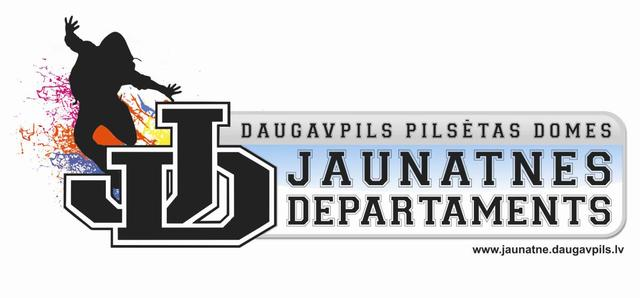 JD
DAUGAVPILS PILSĒTAS DOMES
JAUNATNES
DEPARTAMENTS
www.jaunatne.daugavpils.lv